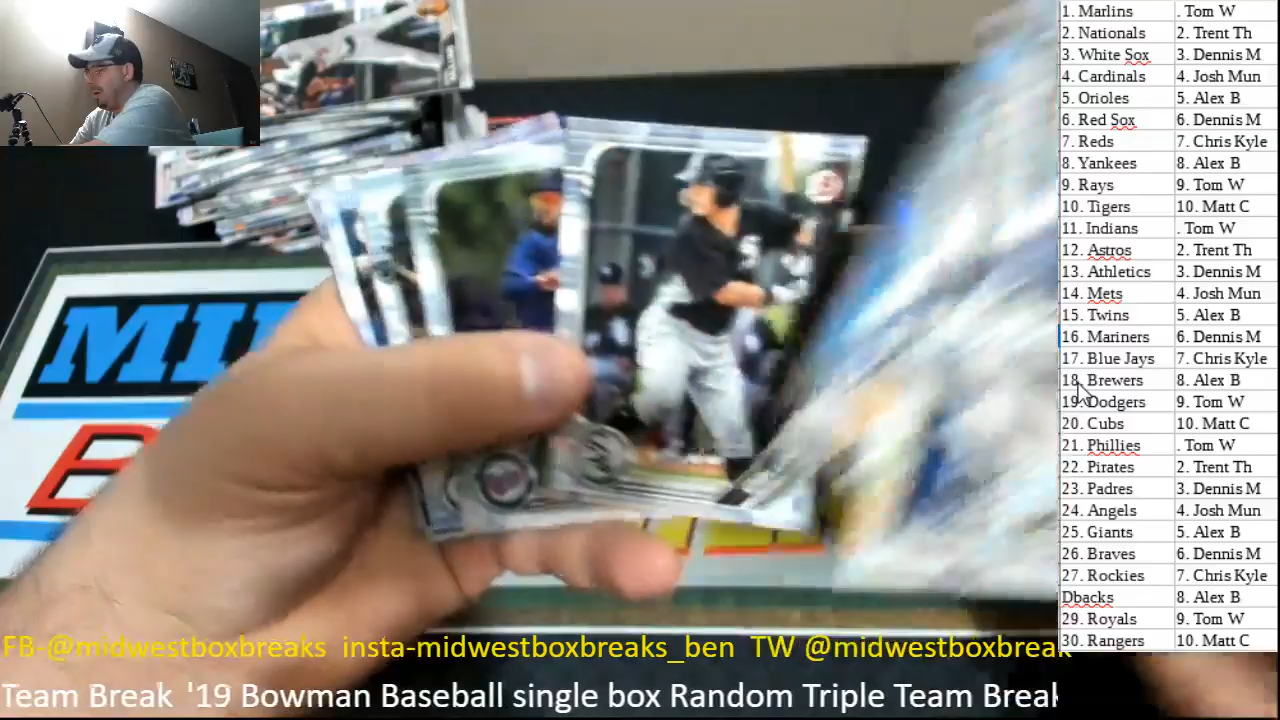 1. Marlins . Tom W
2. Nationals 2. Trent Th
3. White Sox 3. Dennis M
4. Cardinals 4. Josh Mun
5. Orioles 5. Alex B
6. Red Sox 6. Dennis M
7. Reds 7. Chris Kyle
8. Yankees 8. Alex B
9. Rays 9. Tom W
10. Tigers 10. Matt C
11. Indians . Tom W
12. Astros 2. Trent Th
13. Athletics 3. Dennis M
14. Mets 4. Josh Mun
15. Twins 5. Alex B
16. Mariners 6. Dennis M
17. Blue Jays 7. Chris Kyle
18. Brewers 8. Alex B
19. Dodgers 9. Tom W
20. Cubs 10. Matt C
21. Phillies . Tom W
22. Pirates 2. Trent Th
23. Padres 3. Dennis M
24. Angels 4. Josh Mun
25. Giants 5. Alex B
26. Braves 6. Dennis M
27. Rockies 7. Chris Kyle
Dbacks 8. Alex B
29. Royals 9. Tom W
30. Rangers 10. Matt C
MI
B
FB-@midwestboxbreaks insta-midwestboxbreaks_ben TW @midwestboxbreak
Team Break '19 Bowman Baseball single box Random Triple Team Break